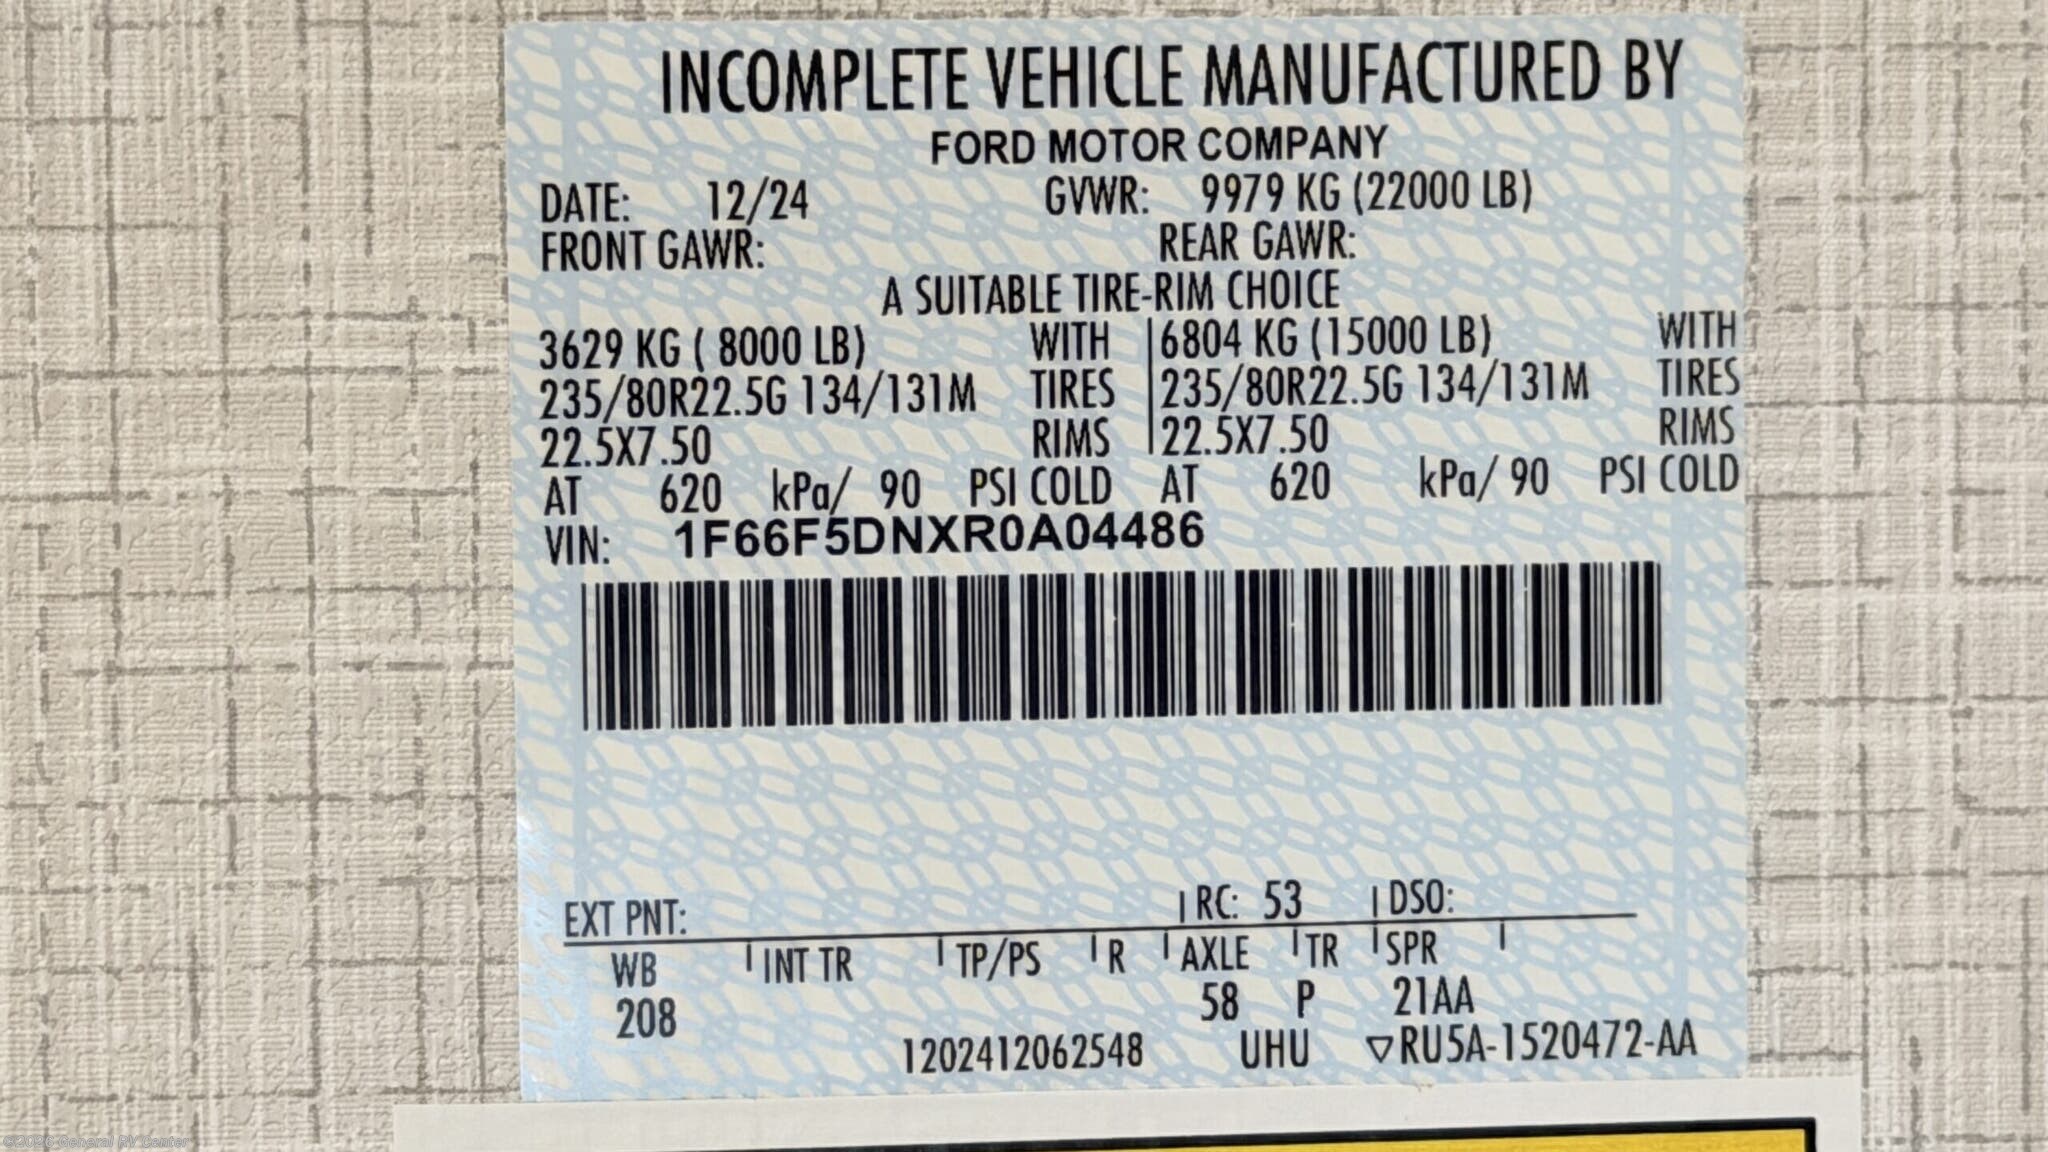 INCOMPLETE VEHICLE MANUFACTURED BY
FORD MOTOR COMPANY
DATE: 12/24 GVWR: 9979 KG (22000 LB)
FRONT GAWR: REAR GAWR:
A SUITABLE TIRE-RIM CHOICE
3629 KG ( 8000 LB) WITH | 6804 KG (15000 LB) WITH
235/80R22.5G 134/131M TIRES | 235/80R22.5G 134/131M TIRES
22.5X7.50 RIMS | 22.5X7.50 RIMS
AT 620 kPa/ 90 PSI COLD AT 620 kPa/ 90 PSI COLD
VIN: 1F66F5DNXR0A04486
EXT PNT: | RC: 53 | DSO:
WB | INT TR | TP/PS | R | AXLE | TR | SPR |
208 58 P 21AA
1202412062548 UHU ▽RU5A-1520472-AA
General RV Center